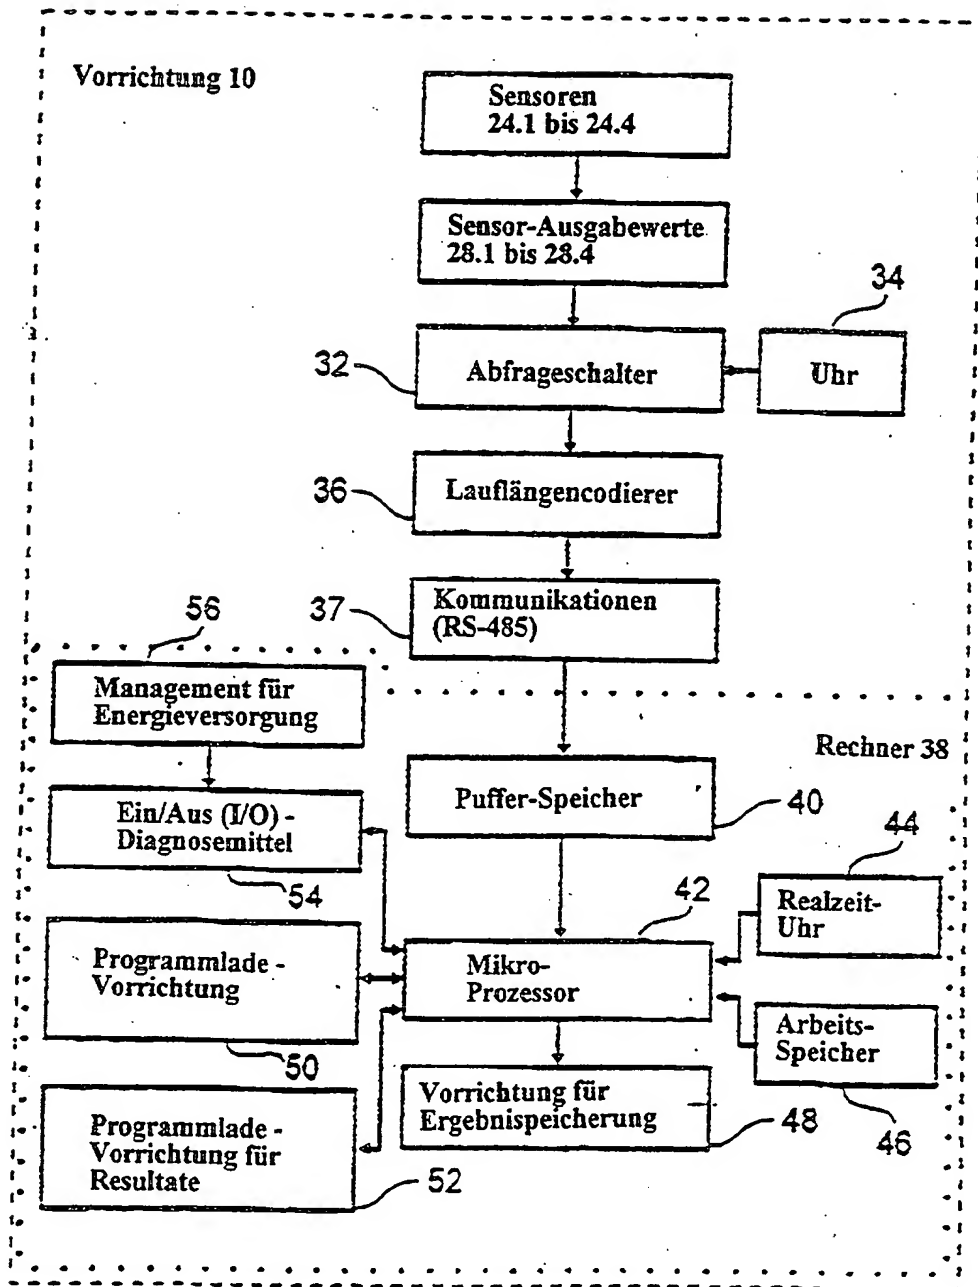 Vorrichtung 10
Sensoren
24.1 bis 24.4
Sensor-Ausgabewerte
28.1 bis 28.4
34
32
Abfrageschalter
Uhr
36
Lauflängencodierer
37
Kommunikationen
(RS-485)
56
Management für
Energieversorgung
Rechner 38
Puffer-Speicher
40
Ein/Aus (I/O) -
Diagnosemittel
54
44
Realzeit-
Uhr
42
Mikro-
Prozessor
Programmlade -
Vorrichtung
50
Arbeits-
Speicher
46
Vorrichtung für
Ergebnispeicherung
48
Programmlade -
Vorrichtung für
Resultate
52